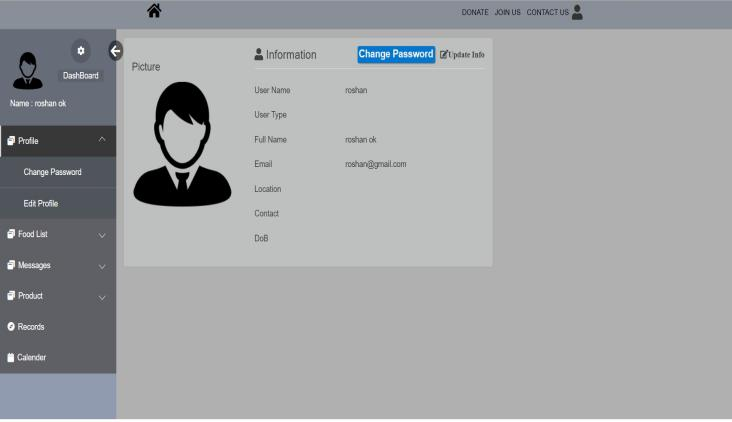 DONATE JOIN US CONTACT US
DashBoard
Name : roshan ok
Profile
Change Password
Edit Profile
Food List
Messages
Product
Records
Calender
Picture
Information Change Password Update Info
User Name roshan
User Type
Full Name roshan ok
Email roshan@gmail.com
Location
Contact
DoB